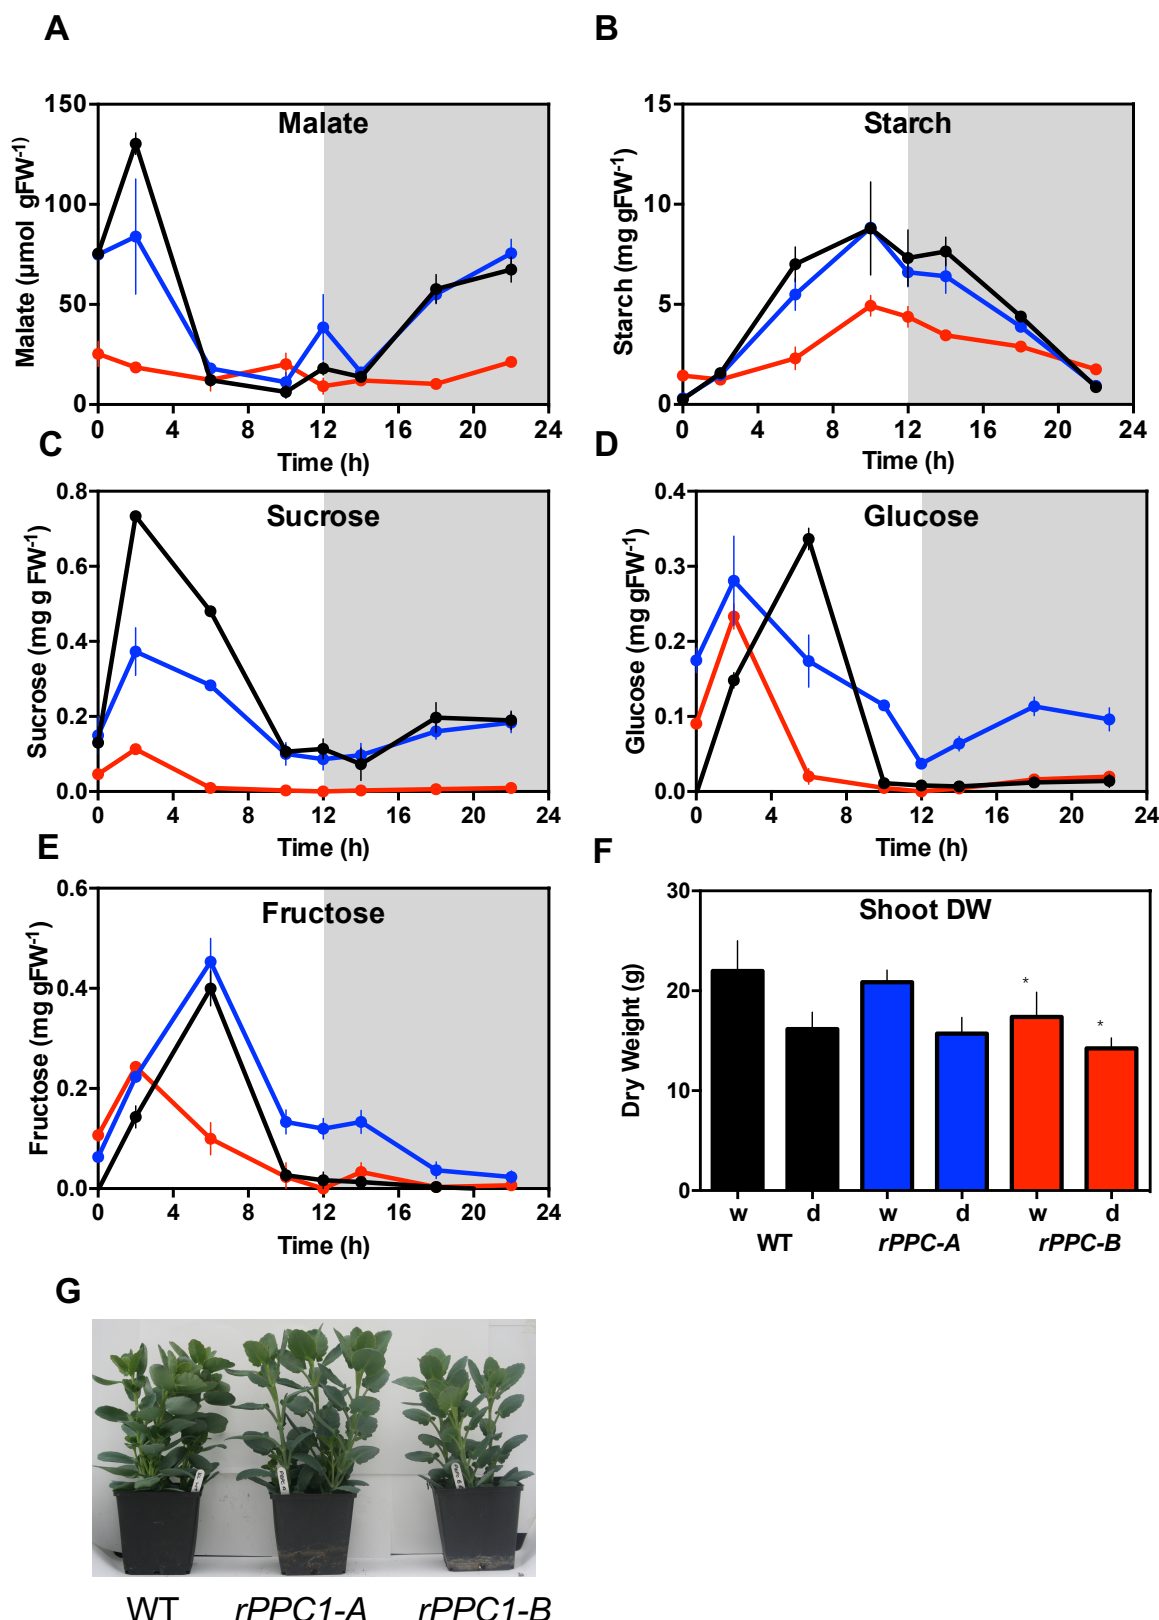 A
B
Malate
Starch
Malate (µmol gFW-1)
150
100
50
0
0 4 8 12 16 20 24
Time (h)
Starch (mg gFW-1)
15
10
5
0
0 4 8 12 16 20 24
Time (h)
C
D
Sucrose
Glucose
Sucrose (mg g FW-1)
0.8
0.6
0.4
0.2
0.0
0 4 8 12 16 20 24
Time (h)
Glucose (mg gFW-1)
0.4
0.3
0.2
0.1
0.0
0 4 8 12 16 20 24
Time (h)
E
F
Fructose
Shoot DW
Fructose (mg gFW-1)
0.6
0.4
0.2
0.0
0 4 8 12 16 20 24
Time (h)
Dry Weight (g)
30
20
10
0
* *
w d w d w d
WT rPPC-A rPPC-B
G
WT rPPC1-A rPPC1-B